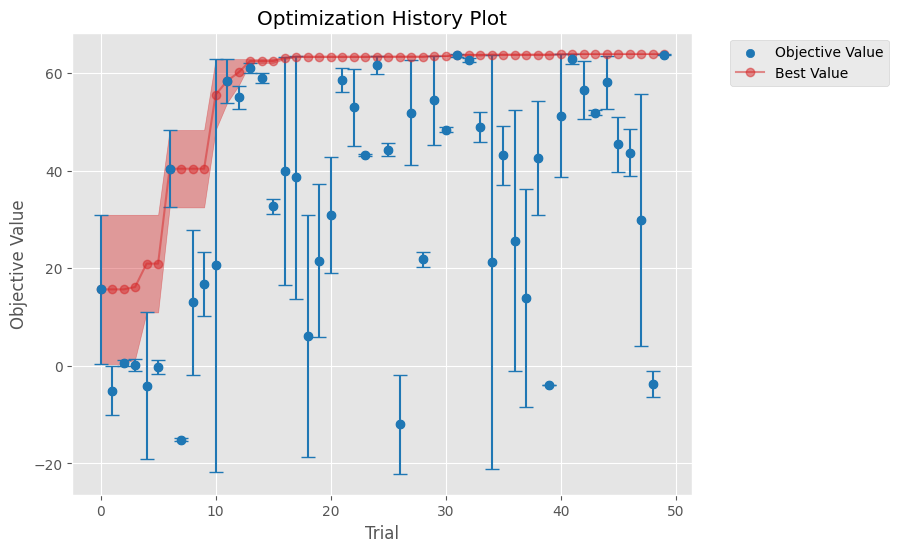 Optimization History Plot
Objective Value
Best Value
Objective Value
60
40
20
0
−20
0 10 20 30 40 50
Trial